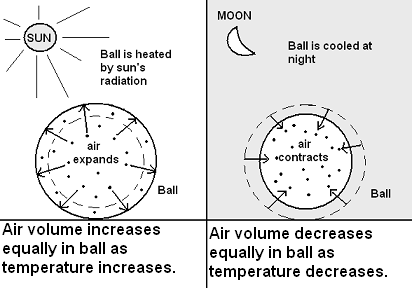 SUN
Ball is heated
by sun's
radiation
air
expands
Ball
Air volume increases
equally in ball as
temperature increases.
MOON
Ball is cooled at
night
air
contracts
Ball
Air volume decreases
equally in ball as
temperature decreases.